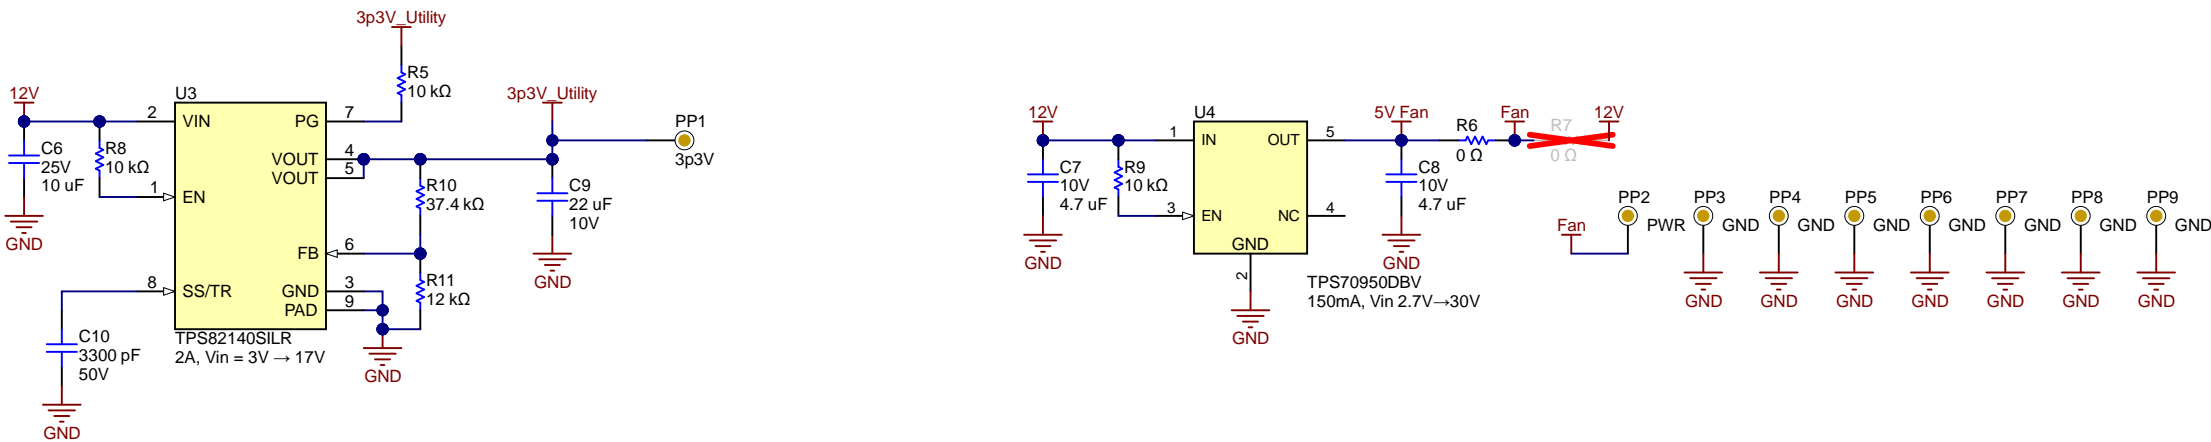 3p3V_Utility
R5
10 kΩ
12V
U3
2
VIN
PG
7
C6
25V
10 uF
R8
10 kΩ
1
EN
VOUT
4
VOUT
5
3p3V_Utility
PP1
3p3V
R10
37.4 kΩ
C9
22 uF
10V
GND
GND
FB
6
R11
12 kΩ
8
SS/TR
GND
3
PAD
9
C10
3300 pF
50V
GND
TPS82140SILR
2A, Vin = 3V → 17V
GND
12V
U4
1
IN
OUT
5
C7
10V
4.7 uF
R9
10 kΩ
3
EN
NC
4
GND
2
GND
GND
5V Fan
R6
0 Ω
Fan
R7
0 Ω
12V
C8
10V
4.7 uF
GND
TPS70950DBV
150mA, Vin 2.7V→30V
Fan
PP2
PWR
PP3
GND
GND
PP4
GND
GND
PP5
GND
GND
PP6
GND
GND
PP7
GND
GND
PP8
GND
GND
PP9
GND
GND